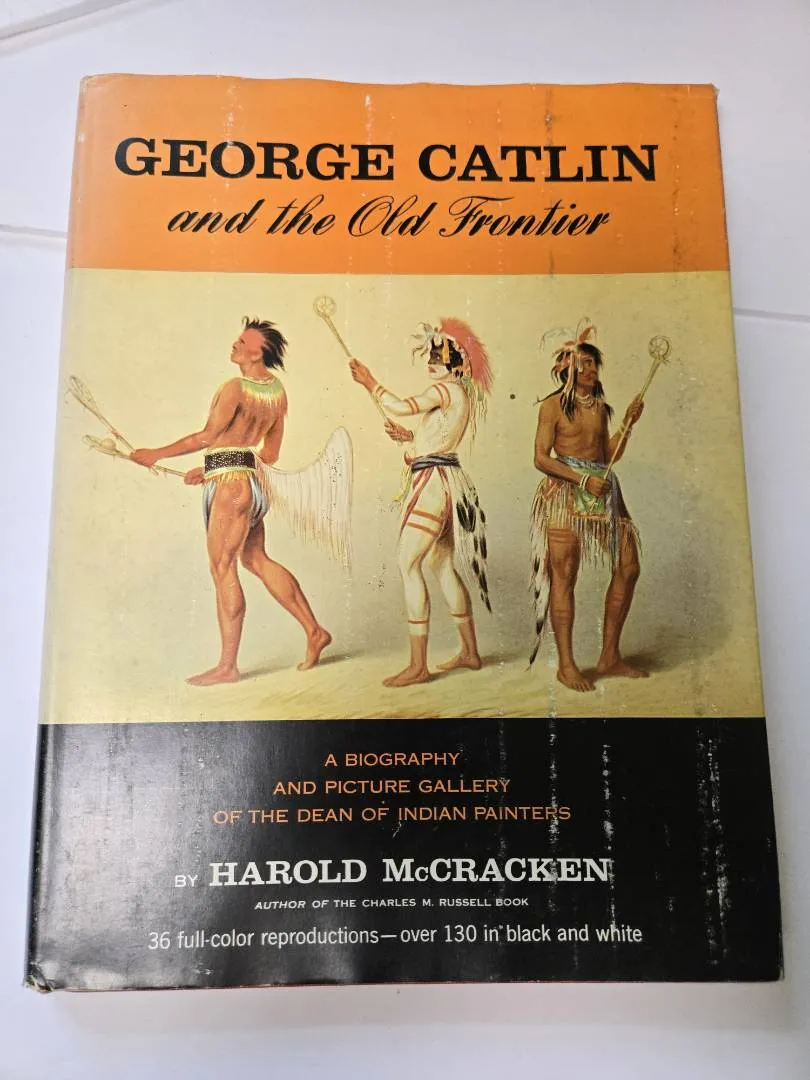 GEORGE CATLIN
and the Old Frontier
A BIOGRAPHY
AND PICTURE GALLERY
OF THE DEAN OF INDIAN PAINTERS
BY HAROLD McCRACKEN
AUTHOR OF THE CHARLES M. RUSSELL BOOK
36 full-color reproductions—over 130 in black and white